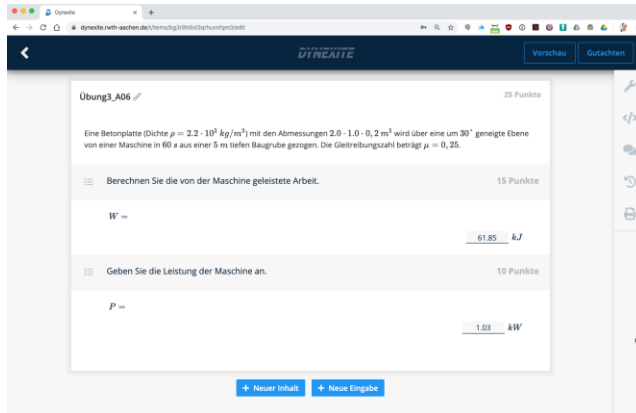 Dynexite
dynexite.rwth-aachen.de
DYNEXITE
Vorschau
Gutachten
Übung3_A06
25 Punkte
Eine Betonplatte (Dichte ρ = 2.2 · 10³ kg/m³) mit den Abmessungen 2.0 · 1.0 · 0, 2 m³ wird über eine um 30° geneigte Ebene
von einer Maschine in 60 s aus einer 5 m tiefen Baugrube gezogen. Die Gleitreibungszahl beträgt μ = 0, 25.
Berechnen Sie die von der Maschine geleistete Arbeit.
15 Punkte
W =
61.85 kJ
Geben Sie die Leistung der Maschine an.
10 Punkte
P =
1.03 kW
+ Neuer Inhalt
+ Neue Eingabe